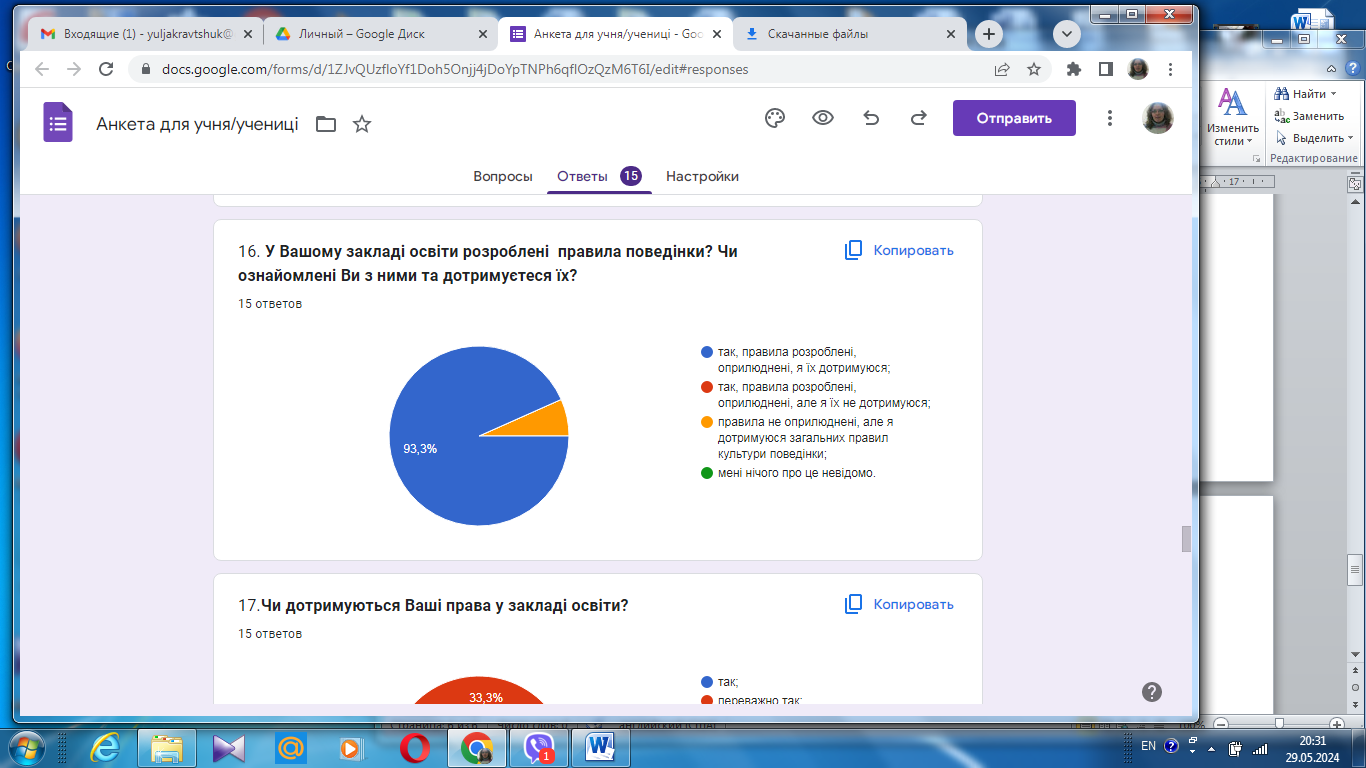 Входящие (1) - yuljakravtshuk@
Личный – Google Диск
Анкета для учня/учениці - Goo
Скачанные файлы
docs.google.com/forms/d/1ZJvQUzfloYf1Doh5Onjj4jDoYpTNPh6qflOzQzM6T6I/edit#responses
Анкета для учня/учениці
Отправить
Вопросы
Ответы 15
Настройки
16. У Вашому закладі освіти розроблені правила поведінки? Чи
ознайомлені Ви з ними та дотримуєтеся їх?
Копировать
15 ответов
93,3%
так, правила розроблені,
оприлюднені, я їх дотримуюся;
так, правила розроблені,
оприлюднені, але я їх не дотримуюся;
правила не оприлюднені, але я
дотримуюся загальних правил
культури поведінки;
мені нічого про це невідомо.
17.Чи дотримуються Ваші права у закладі освіти?
Копировать
15 ответов
33,3%
так;
переважно так;
Изменить
стили
Найти
Заменить
Выделить
Редактирование
17
1
EN
20:31
29.05.2024